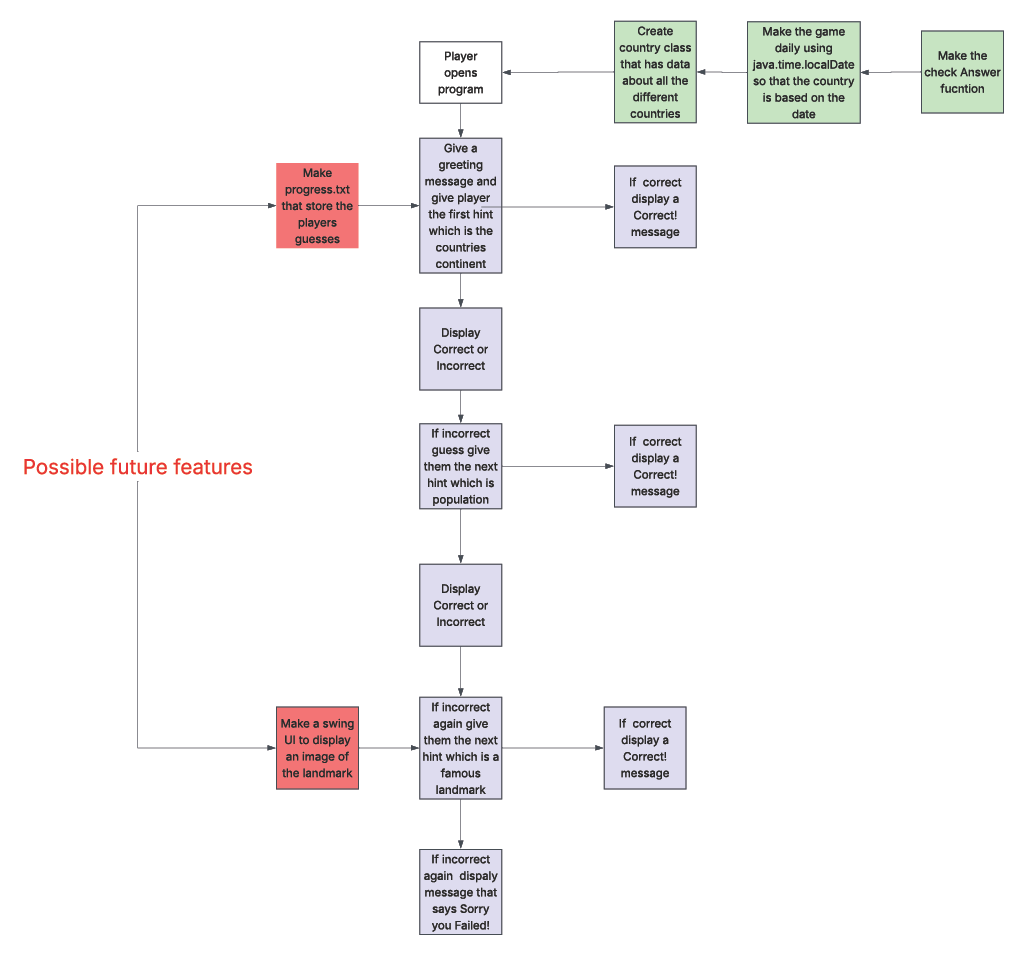 Player
opens
program
Create
country class
that has data
about all the
different
countries
Make the game
daily using
java.time.localDate
so that the country
is based on the
date
Make the
check Answer
fucntion
Give a
greeting
message and
give player
the first hint
which is the
countries
continent
Make
progress.txt
that store the
players
guesses
If  correct
display a
Correct!
message
Display
Correct or
Incorrect
If incorrect
guess give
them the next
hint which is
population
If  correct
display a
Correct!
message
Possible future features
Display
Correct or
Incorrect
Make a swing
UI to display
an image of
the landmark
If incorrect
again give
them the next
hint which is a
famous
landmark
If  correct
display a
Correct!
message
If incorrect
again  dispaly
message that
says Sorry
you Failed!